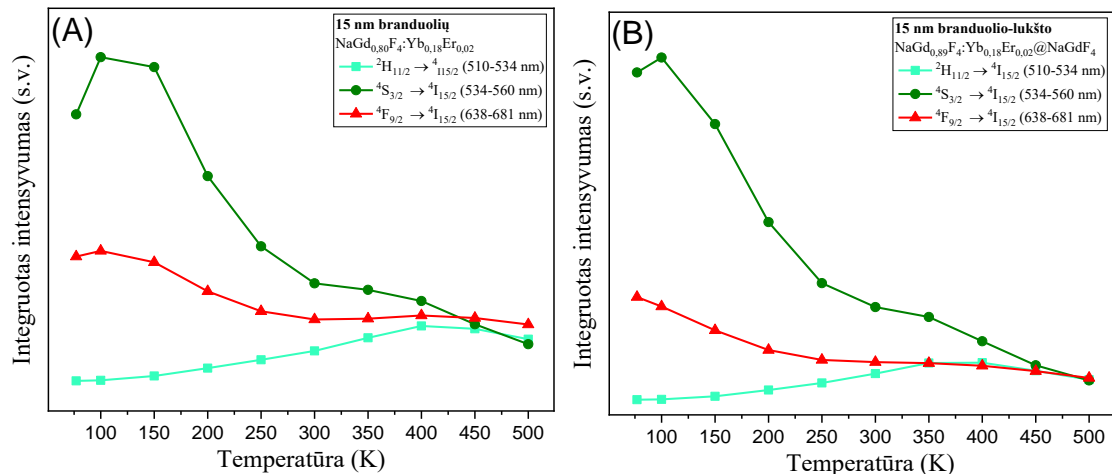 (A)
15 nm branduolių
NaGd0,80F4:Yb0,18Er0,02
²H11/2 → ⁴I15/2 (510-534 nm)
⁴S3/2 → ⁴I15/2 (534-560 nm)
⁴F9/2 → ⁴I15/2 (638-681 nm)
Integruotas intensyvumas (s.v.)
100 150 200 250 300 350 400 450 500
Temperatūra (K)
(B)
15 nm branduolio-lukšto
NaGd0,89F4:Yb0,18Er0,02@NaGdF4
²H11/2 → ⁴I15/2 (510-534 nm)
⁴S3/2 → ⁴I15/2 (534-560 nm)
⁴F9/2 → ⁴I15/2 (638-681 nm)
Integruotas intensyvumas (s.v.)
100 150 200 250 300 350 400 450 500
Temperatūra (K)